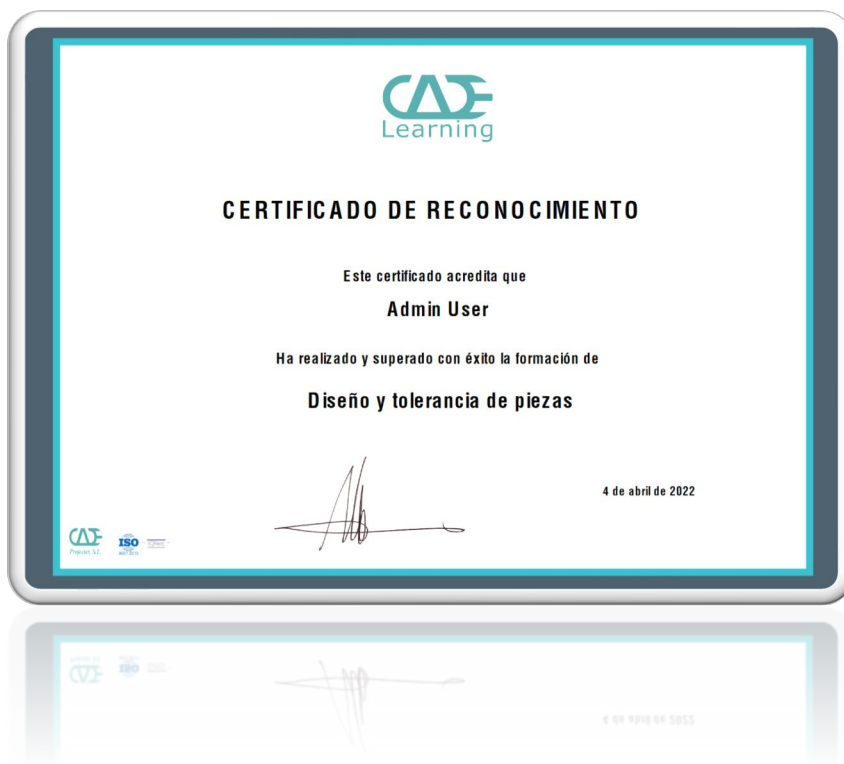 CADE
Learning
CERTIFICADO DE RECONOCIMIENTO
Este certificado acredita que
Admin User
Ha realizado y superado con éxito la formación de
Diseño y tolerancia de piezas
4 de abril de 2022
CADE
Proyectos, S.L.
ISO